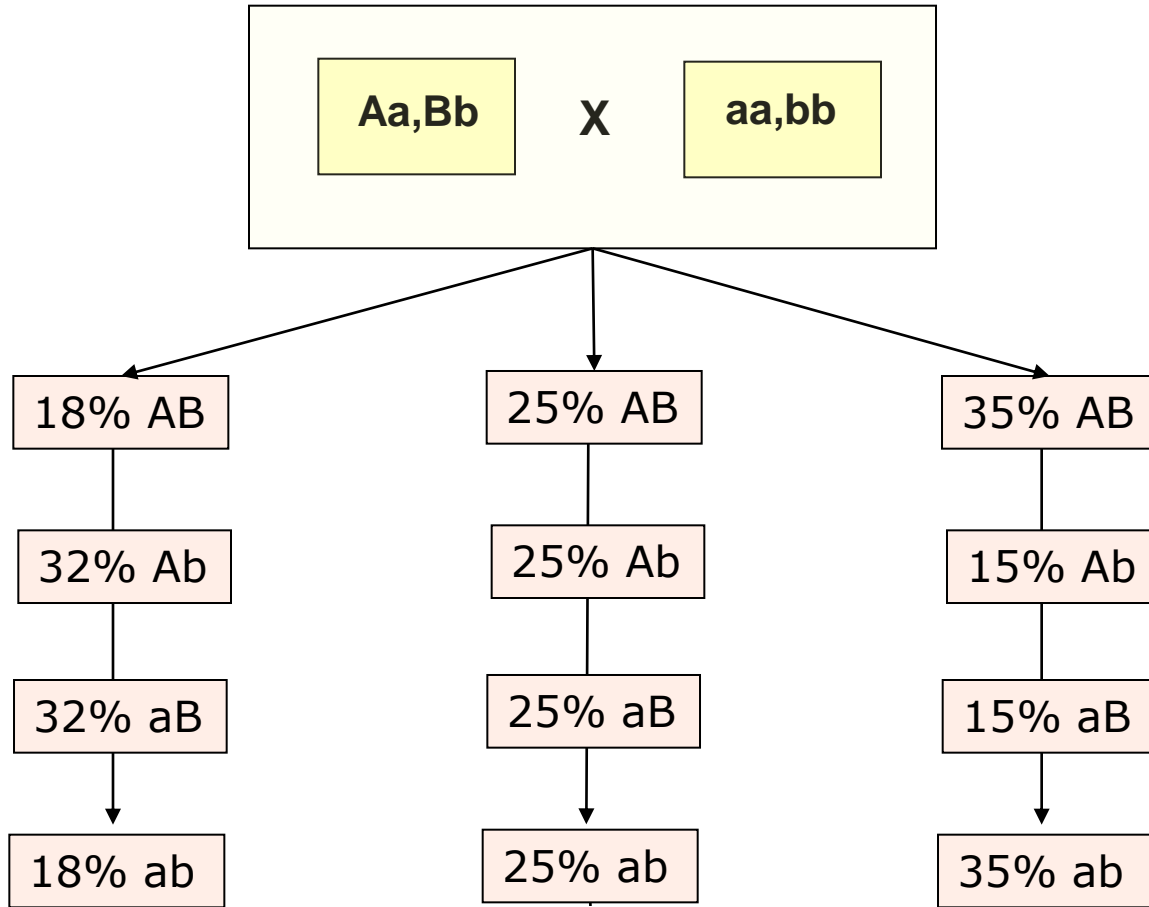 Aa,Bb X aa,bb
18% AB
32% Ab
32% aB
18% ab
25% AB
25% Ab
25% aB
25% ab
35% AB
15% Ab
15% aB
35% ab